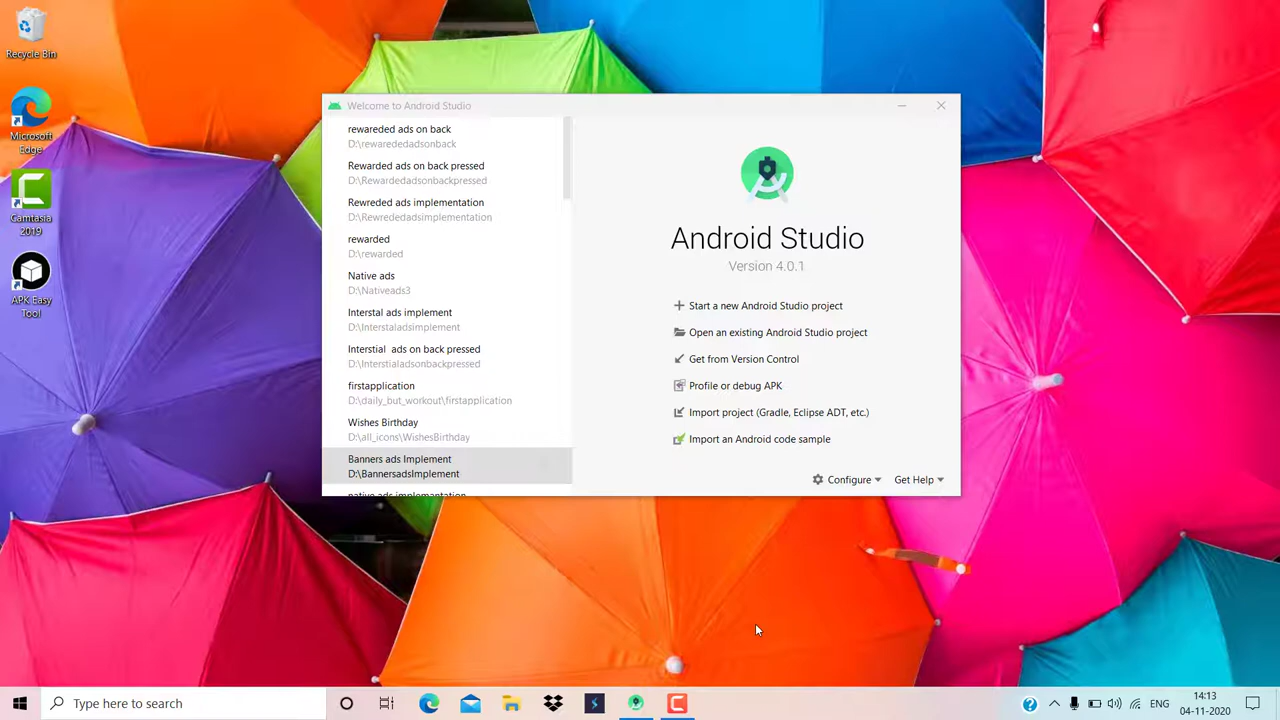 Recycle Bin
Microsoft
Edge
Camtasia
2019
APK Easy
Tool
Welcome to Android Studio
rewareded ads on back
D:\rewarededadsonback
Rewarded ads on back pressed
D:\Rewardedadsonbackpressed
Rewreded ads implementation
D:\Rewrededadsimplementation
rewarded
D:\rewarded
Native ads
D:\Nativeads3
Interstal ads implement
D:\Interstaladsimplement
Interstial  ads on back pressed
D:\Interstialadsonbackpressed
firstapplication
D:\daily_but_workout\firstapplication
Wishes Birthday
D:\all_icons\WishesBirthday
Banners ads Implement
D:\BannersadsImplement
native ads implemantation
Android Studio
Version 4.0.1
Start a new Android Studio project
Open an existing Android Studio project
Get from Version Control
Profile or debug APK
Import project (Gradle, Eclipse ADT, etc.)
Import an Android code sample
Configure
Get Help
Type here to search
ENG
14:13
04-11-2020